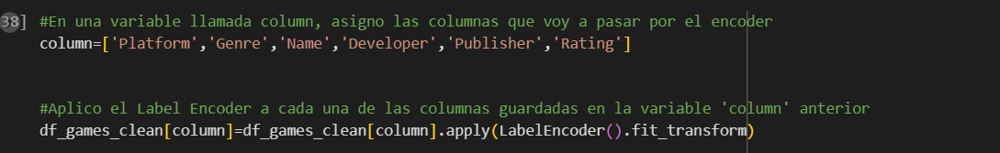 38]
#En una variable llamada column, asigno las columnas que voy a pasar por el encoder
column=['Platform','Genre','Name','Developer','Publisher','Rating']
#Aplico el Label Encoder a cada una de las columnas guardadas en la variable 'column' anterior
df_games_clean[column]=df_games_clean[column].apply(LabelEncoder().fit_transform)